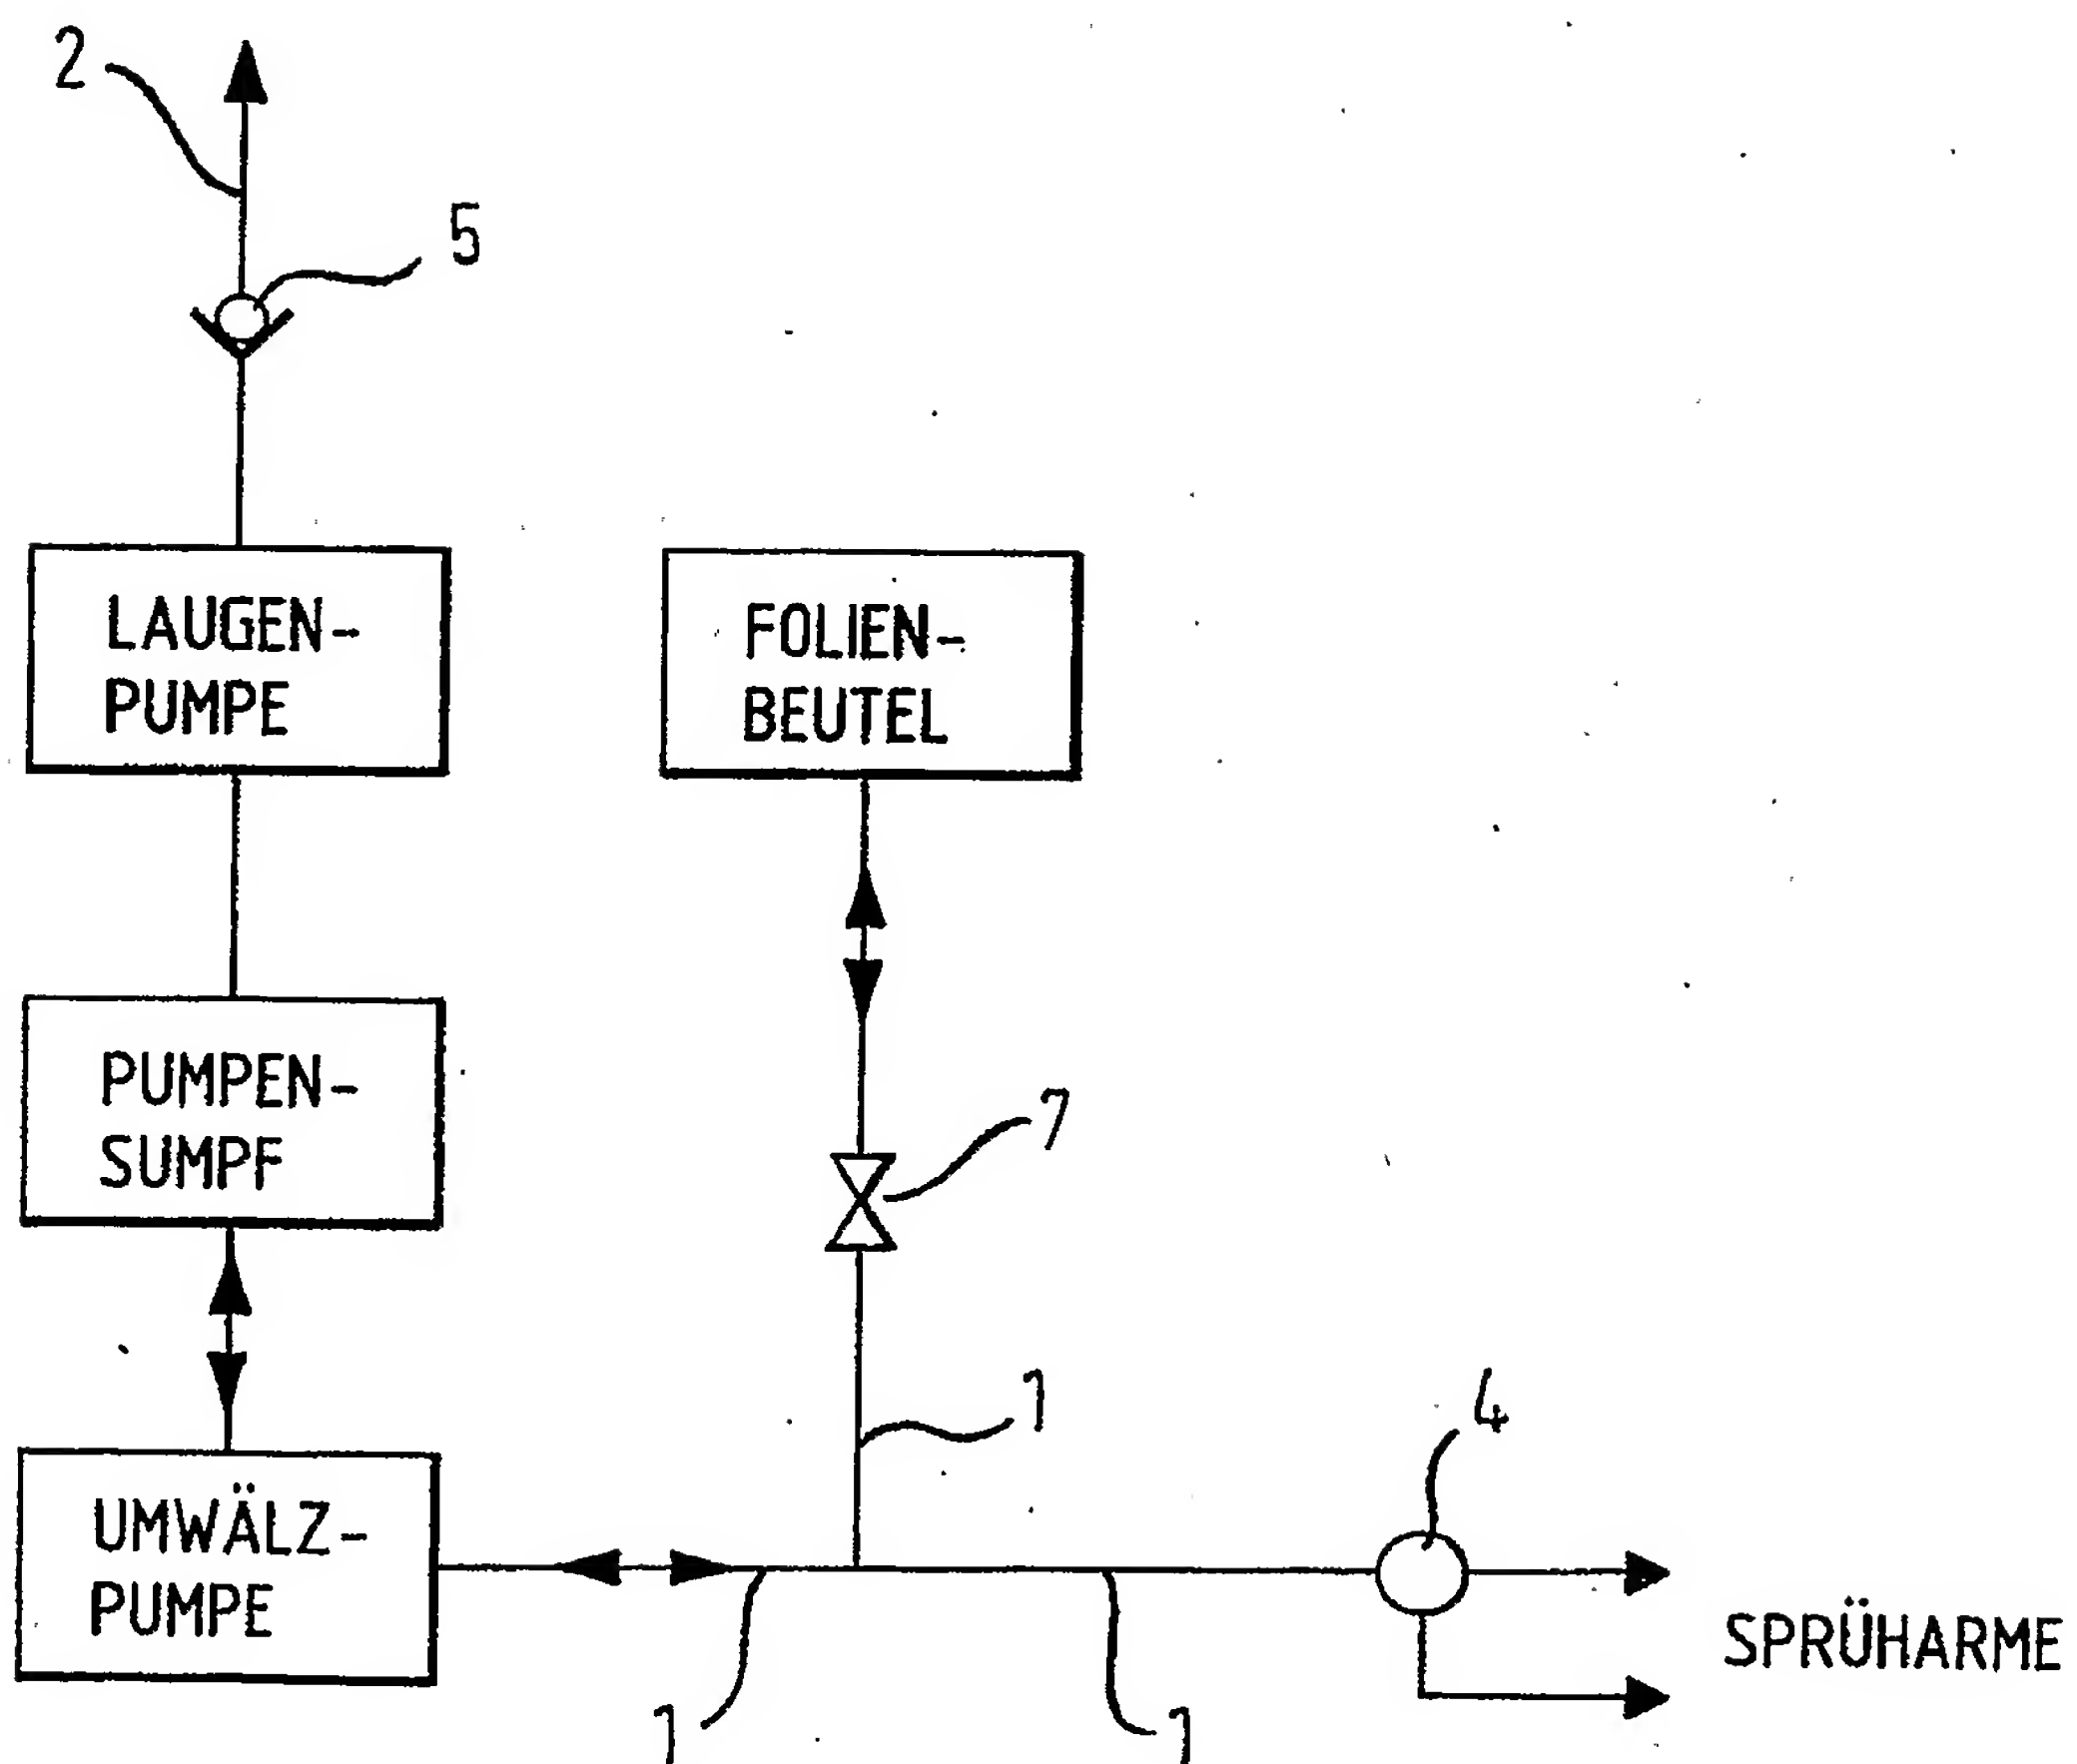 2
5
LAUGEN-
PUMPE
FOLIEN-
BEUTEL
PUMPEN-
SUMPF
7
1
4
UMWÄLZ-
PUMPE
SPRÜHARME
1
1